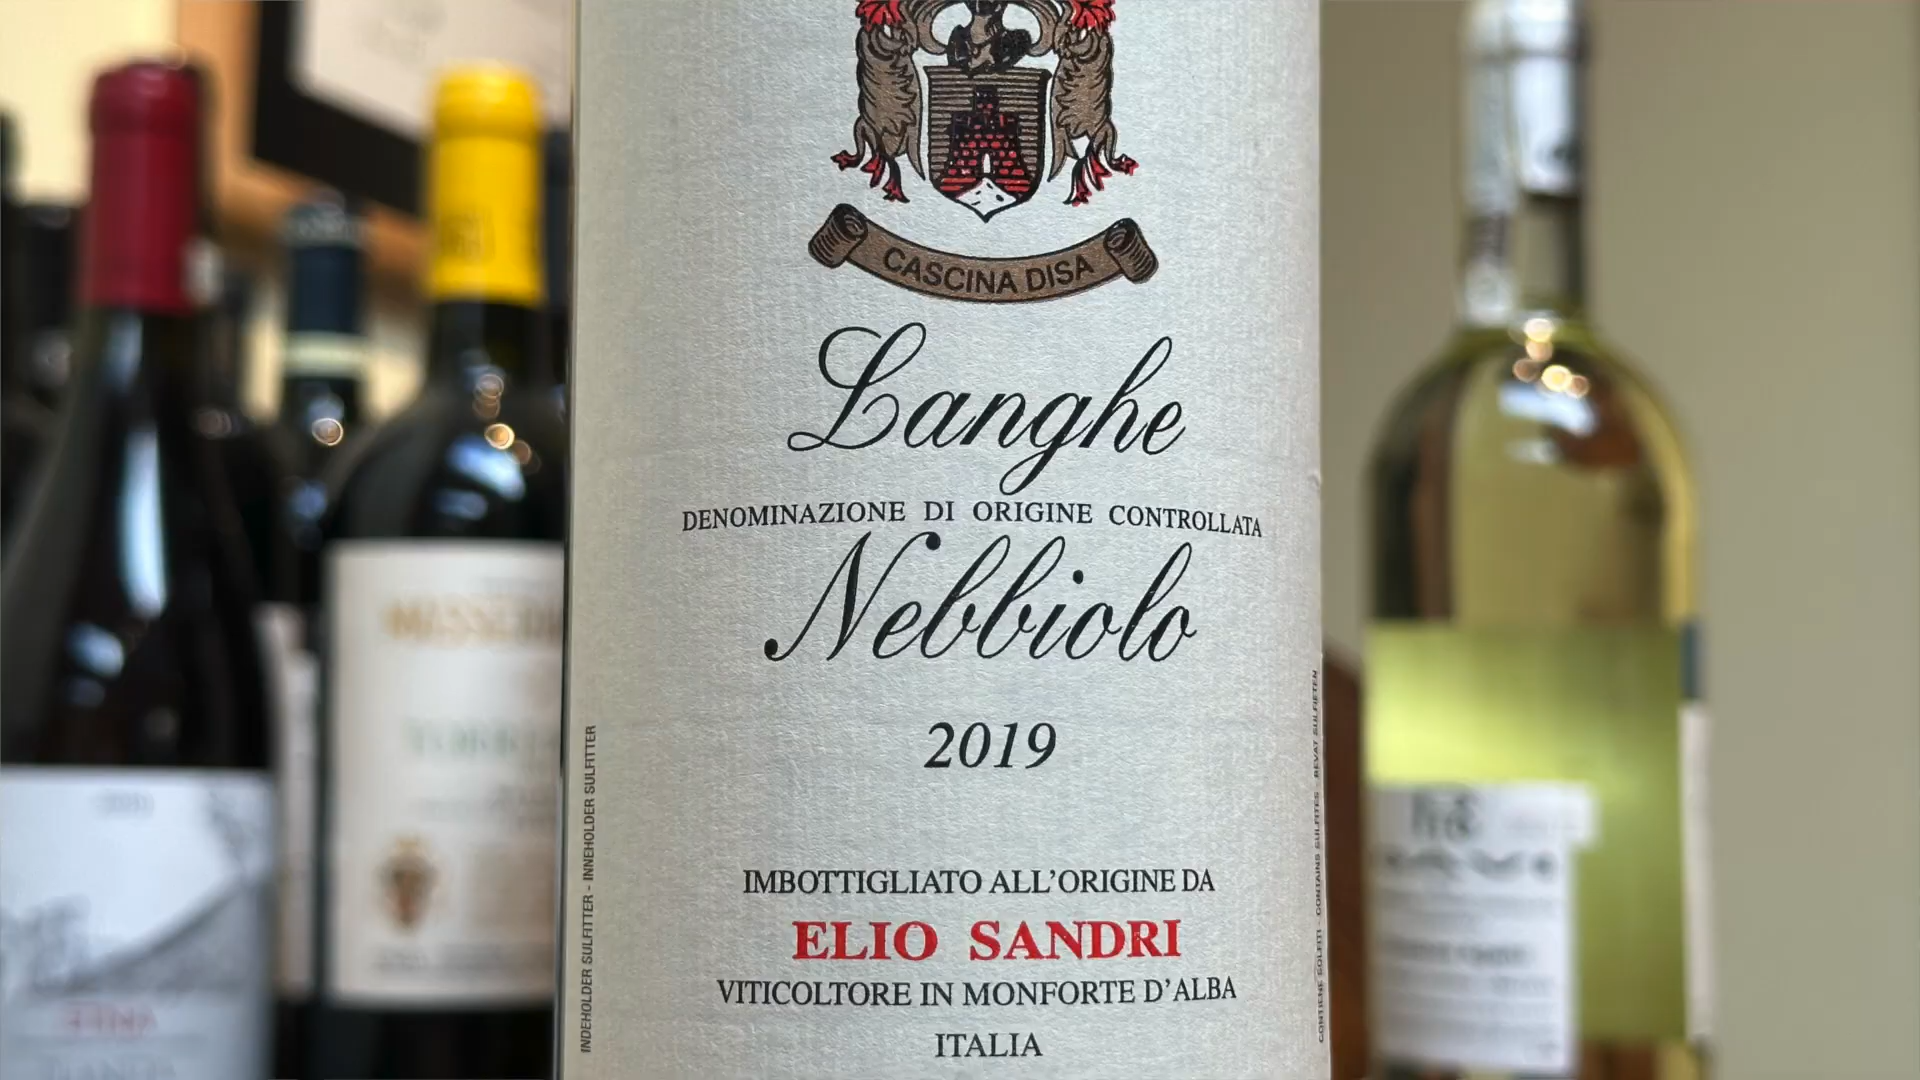 CASCINA DISA
Langhe
DENOMINAZIONE DI ORIGINE CONTROLLATA
Nebbiolo
2019
IMBOTTIGLIATO ALL'ORIGINE DA
ELIO SANDRI
VITICOLTORE IN MONFORTE D'ALBA
ITALIA
INDEHOLDER SULFITTER - INNEHOLDER SULFITTER
CONTIENE SOLFITI - CONTAINS SULFITES - BEVAT SULFIETEN
ETNA